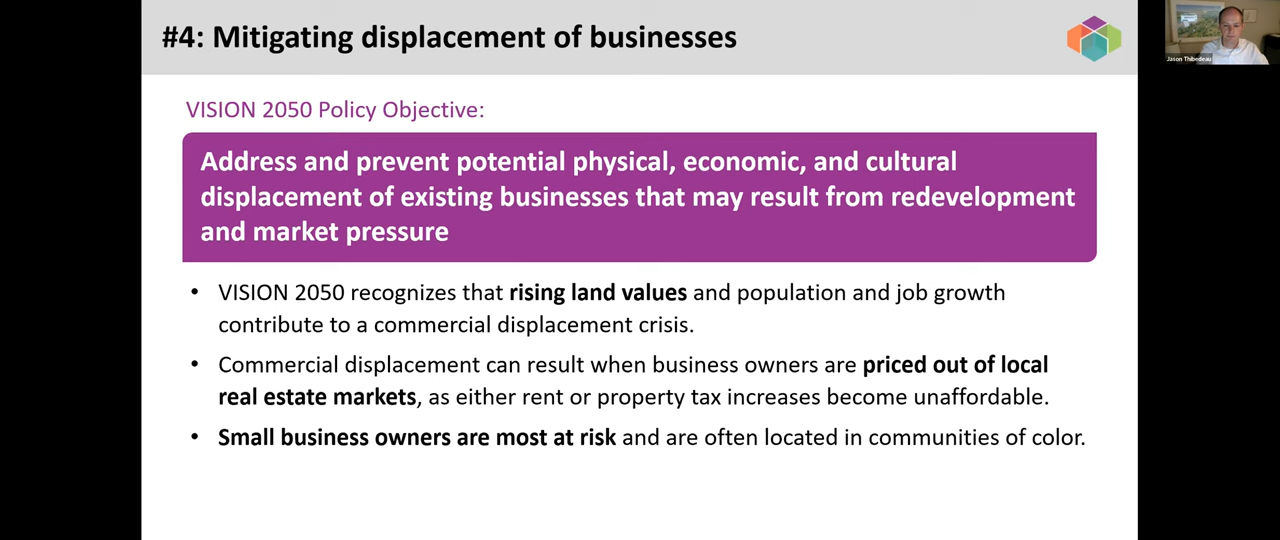 #4: Mitigating displacement of businesses
Jason Thibedeau
VISION 2050 Policy Objective:
Address and prevent potential physical, economic, and cultural
displacement of existing businesses that may result from redevelopment
and market pressure
• VISION 2050 recognizes that rising land values and population and job growth
contribute to a commercial displacement crisis.
• Commercial displacement can result when business owners are priced out of local
real estate markets, as either rent or property tax increases become unaffordable.
• Small business owners are most at risk and are often located in communities of color.